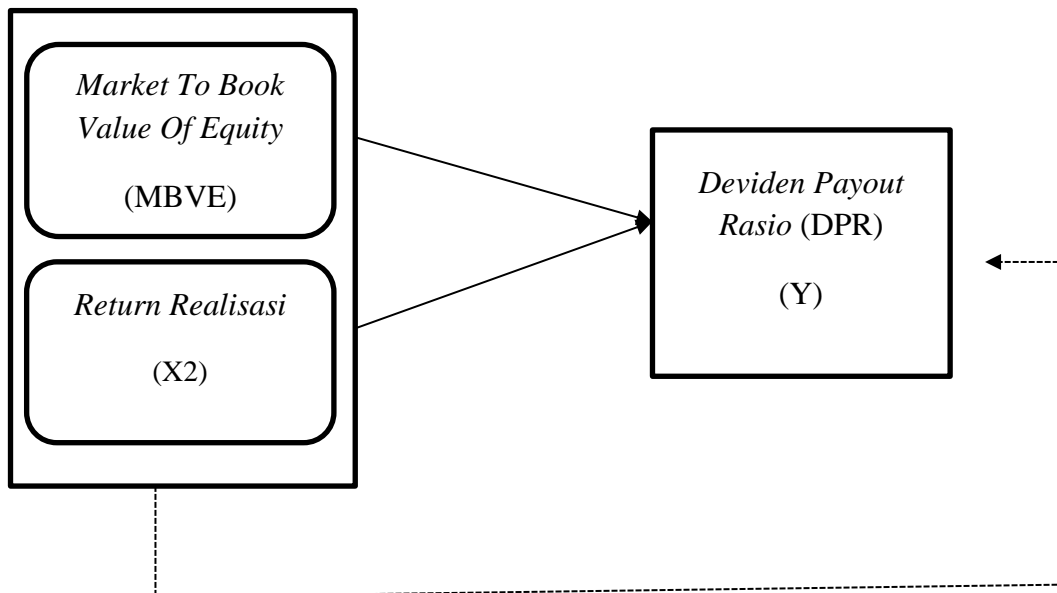 Market To Book
Value Of Equity
(MBVE)
Return Realisasi
(X2)
Deviden Payout
Rasio (DPR)
(Y)